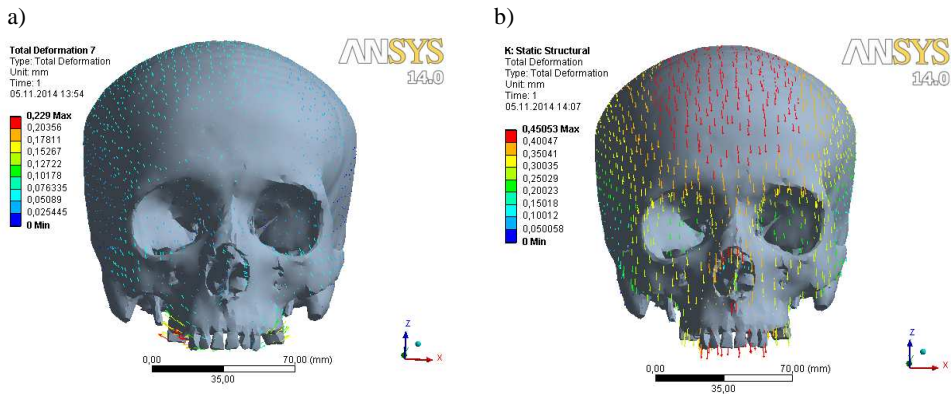 a)
Total Deformation 7
Type: Total Deformation
Unit: mm
Time: 1
05.11.2014 13:54
ANSYS
14.0
0,229 Max
0,20356
0,17811
0,15267
0,12722
0,10178
0,076335
0,05089
0,025445
0 Min
Z
X
0,00
70,00 (mm)
35,00
b)
K: Static Structural
Total Deformation
Type: Total Deformation
Unit: mm
Time: 1
05.11.2014 14:07
ANSYS
14.0
0,45053 Max
0,40047
0,35041
0,30035
0,25029
0,20023
0,15018
0,10012
0,050058
0 Min
Z
X
0,00
70,00 (mm)
35,00